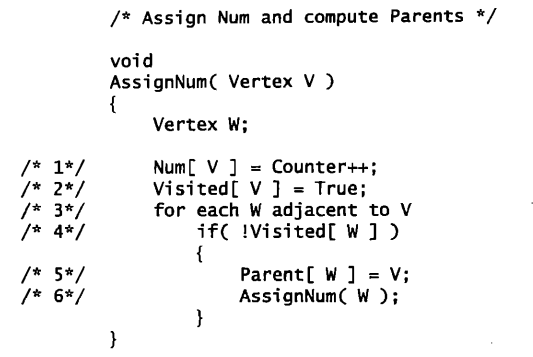 /* Assign Num and compute Parents */
void
AssignNum( Vertex V )
{
Vertex W;
/* 1*/ Num[ V ] = Counter++;
/* 2*/ Visited[ V ] = True;
/* 3*/ for each W adjacent to V
/* 4*/ if( !Visited[ W ] )
{
/* 5*/ Parent[ W ] = V;
/* 6*/ AssignNum( W );
}
}